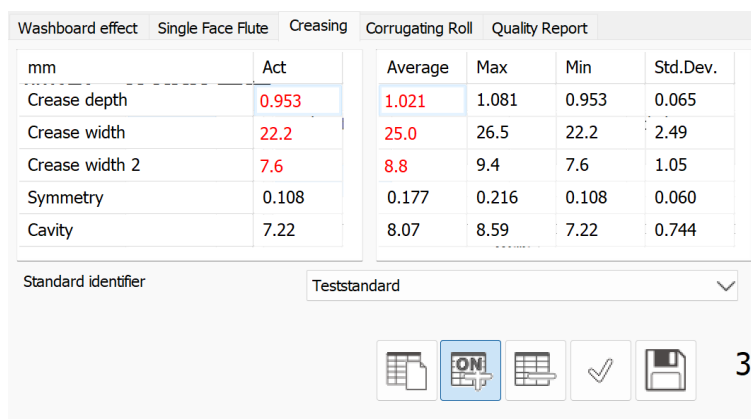 Washboard effect Single Face Flute Creasing Corrugating Roll Quality Report
mm Act Average Max Min Std.Dev.
Crease depth 0.953 1.021 1.081 0.953 0.065
Crease width 22.2 25.0 26.5 22.2 2.49
Crease width 2 7.6 8.8 9.4 7.6 1.05
Symmetry 0.108 0.177 0.216 0.108 0.060
Cavity 7.22 8.07 8.59 7.22 0.744
Standard identifier Teststandard
ON 3